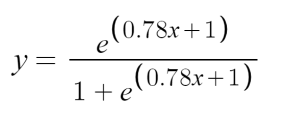 y = e^(0.78x+1) / 1 + e^(0.78x+1)